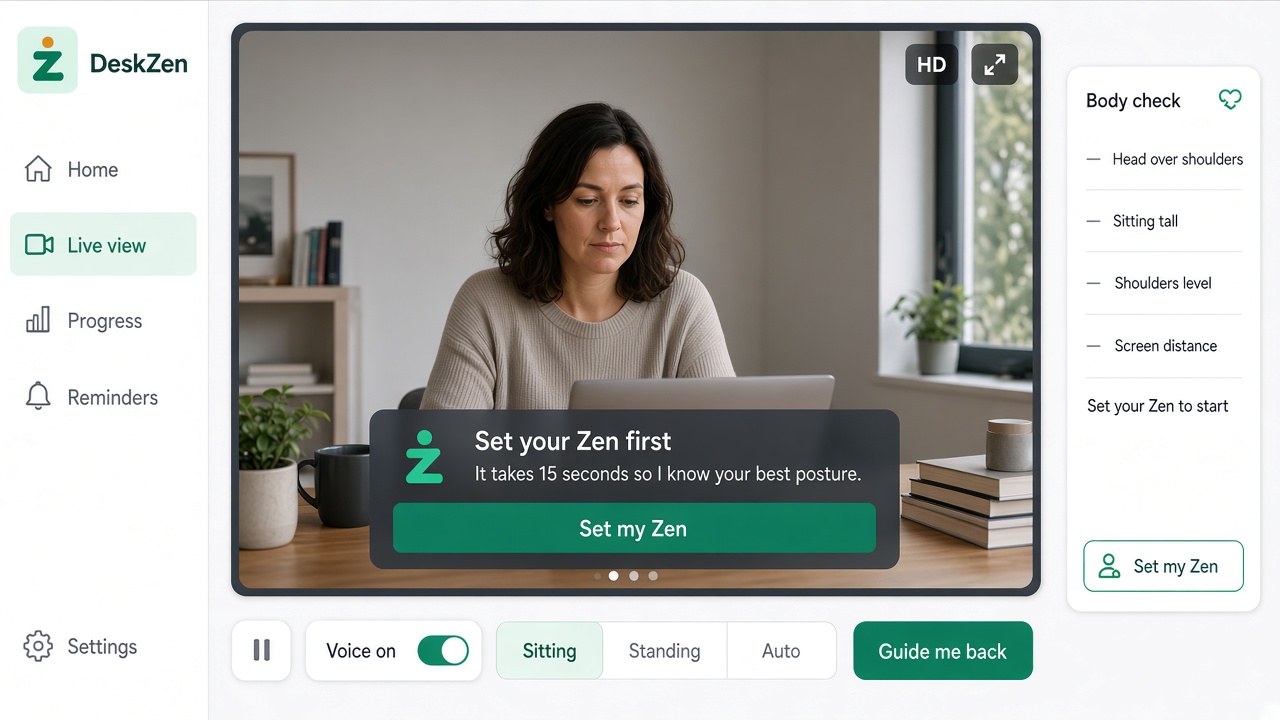 DeskZen
Home
Live view
Progress
Reminders
Settings
HD
Set your Zen first
It takes 15 seconds so I know your best posture.
Set my Zen
Voice on
Sitting
Standing
Auto
Guide me back
Body check
Head over shoulders
Sitting tall
Shoulders level
Screen distance
Set your Zen to start
Set my Zen